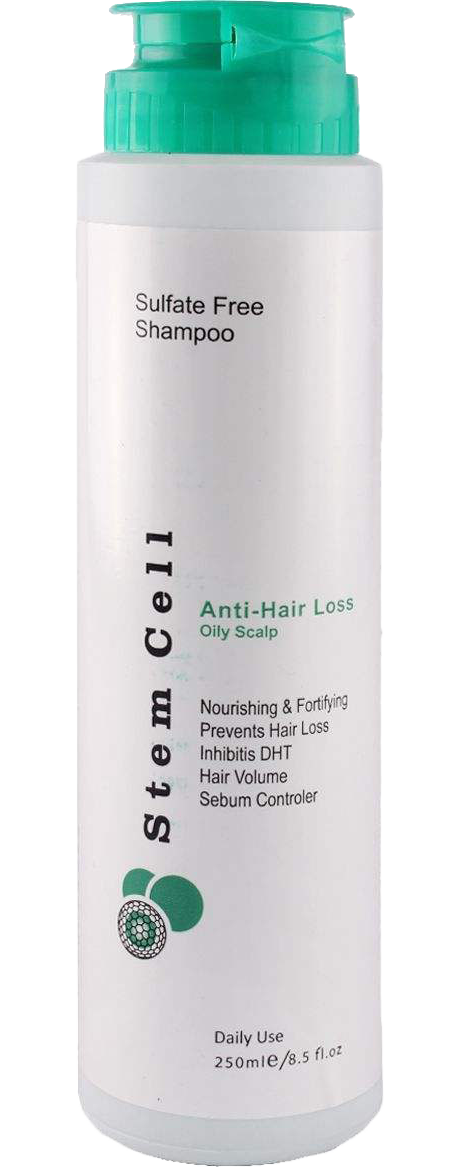 Sulfate Free
Shampoo
Stem Cell
Anti-Hair Loss
Oily Scalp
Nourishing & Fortifying
Prevents Hair Loss
Inhibitis DHT
Hair Volume
Sebum Controler
Daily Use
250mle/8.5 fl.oz